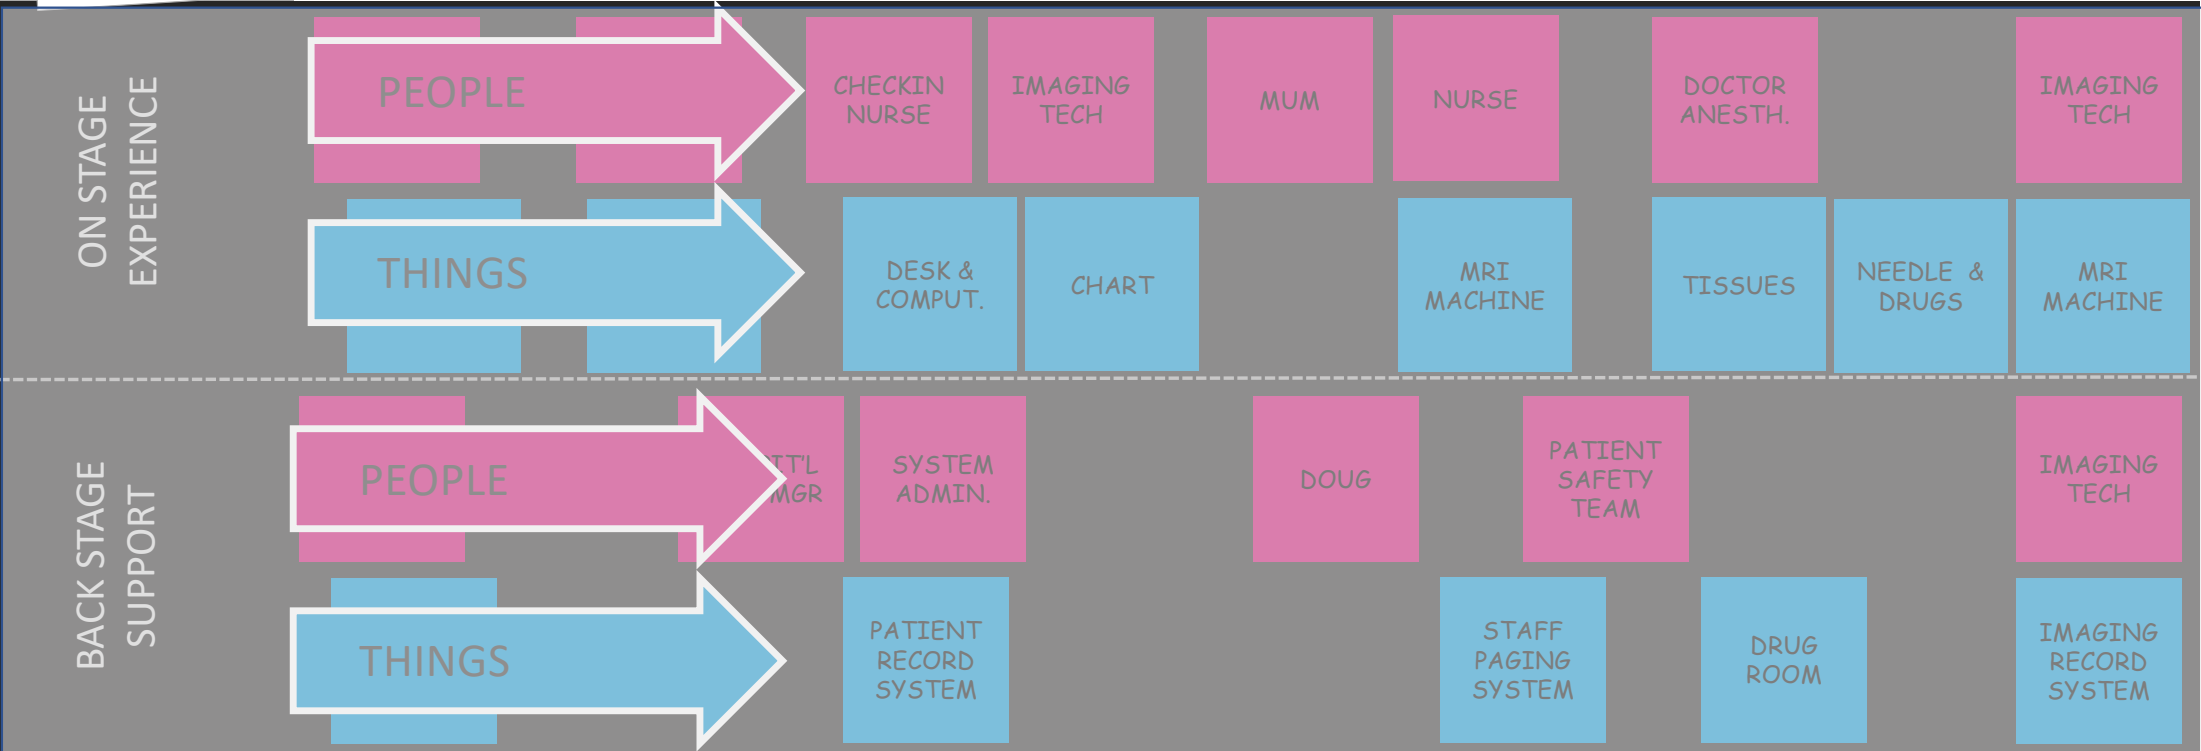 ON STAGE
EXPERIENCE
PEOPLE
CHECKIN
NURSE
IMAGING
TECH
MUM
NURSE
DOCTOR
ANESTH.
IMAGING
TECH
THINGS
DESK &
COMPUT.
CHART
MRI
MACHINE
TISSUES
NEEDLE &
DRUGS
MRI
MACHINE
BACK STAGE
SUPPORT
PEOPLE
IT'L
MGR
SYSTEM
ADMIN.
DOUG
PATIENT
SAFETY
TEAM
IMAGING
TECH
THINGS
PATIENT
RECORD
SYSTEM
STAFF
PAGING
SYSTEM
DRUG
ROOM
IMAGING
RECORD
SYSTEM